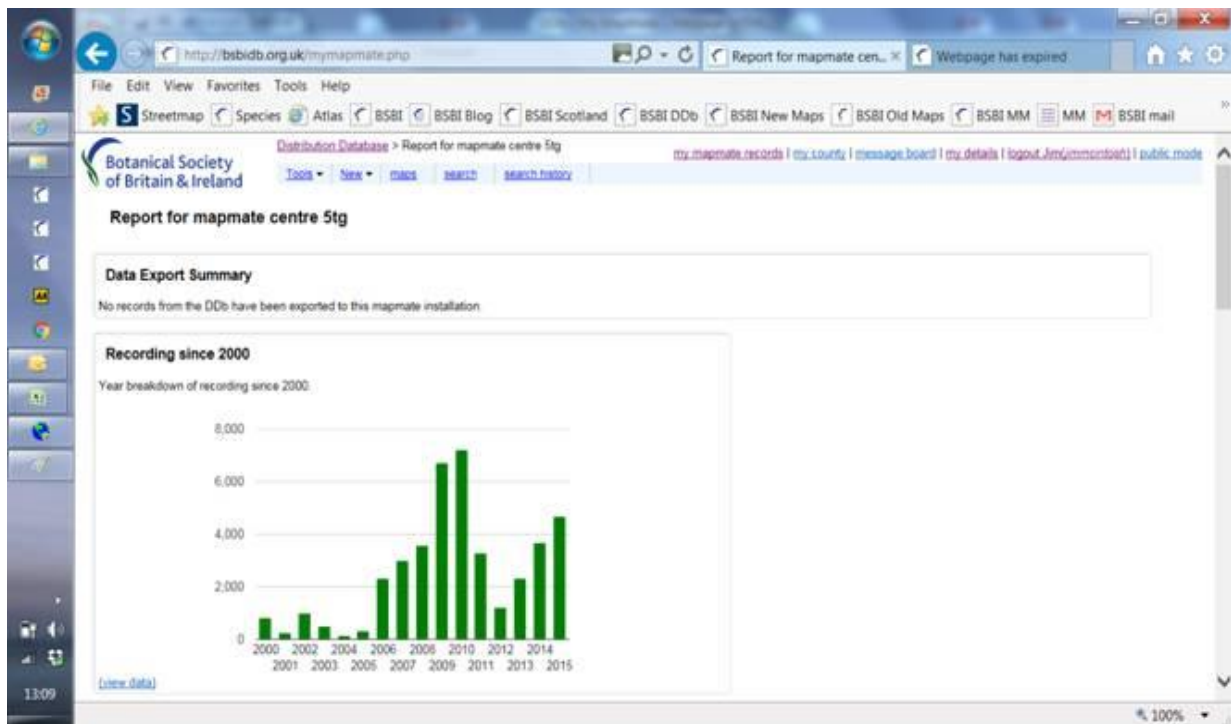 http://bsbidb.org.uk/mymapmate.php
Report for mapmate cen...
Webpage has expired
File Edit View Favorites Tools Help
Streetmap Species Atlas BSBI BSBI Blog BSBI Scotland BSBI DDb BSBI New Maps BSBI Old Maps BSBI MM MM BSBI mail
Botanical Society
of Britain & Ireland
Distribution Database > Report for mapmate centre 5tg
my mapmate records | my county | message board | my details | logout Jim(jmmcintosh) | public mode
Tools New maps search search history
Report for mapmate centre 5tg
Data Export Summary
No records from the DDb have been exported to this mapmate installation
Recording since 2000
Year breakdown of recording since 2000.
8,000
6,000
4,000
2,000
0
2000 2002 2004 2006 2008 2010 2012 2014
2001 2003 2005 2007 2009 2011 2013 2015
(view data)
13:09
100%